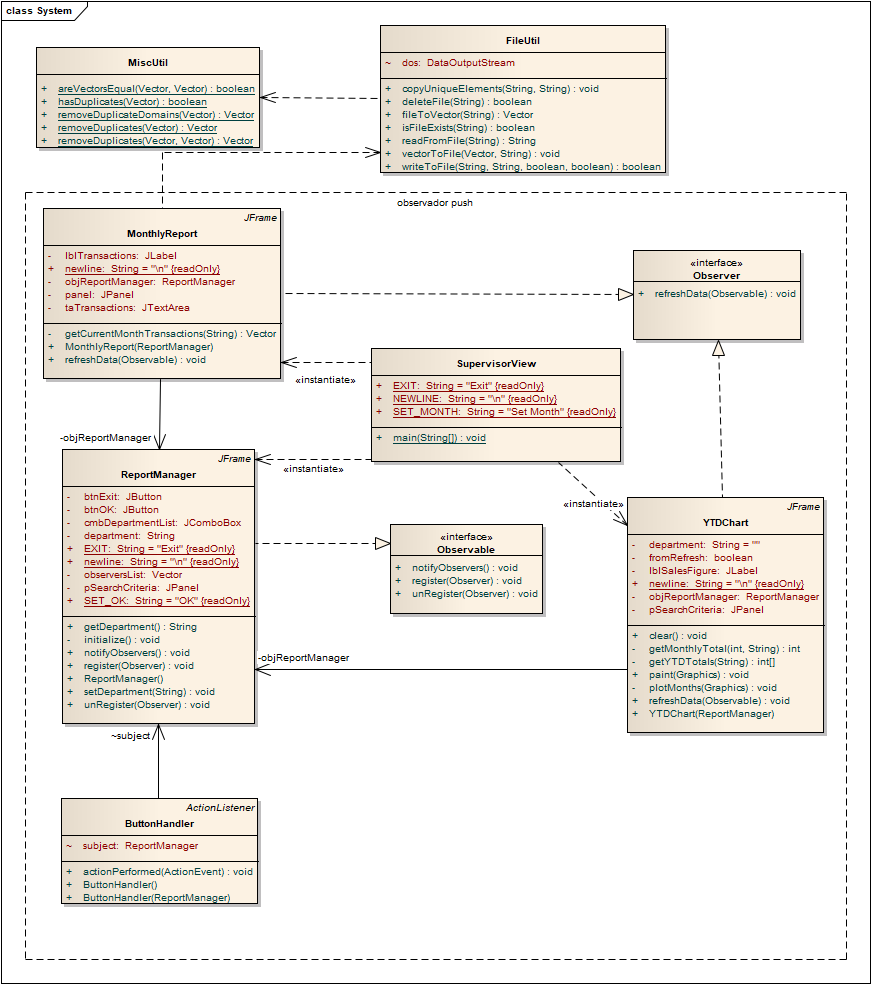 class System
MiscUtil
+ areVectorsEqual(Vector, Vector) : boolean
+ hasDuplicates(Vector) : boolean
+ removeDuplicateDomains(Vector) : Vector
+ removeDuplicates(Vector) : Vector
+ removeDuplicates(Vector, Vector) : Vector
FileUtil
~ dos: DataOutputStream
+ copyUniqueElements(String, String) : void
+ deleteFile(String) : boolean
+ fileToVector(String) : Vector
+ isFileExists(String) : boolean
+ readFromFile(String) : String
+ vectorToFile(Vector, String) : void
+ writeToFile(String, String, boolean, boolean) : boolean
observador push
JFrame
MonthlyReport
- lblTransactions: JLabel
+ newline: String = "\n" {readOnly}
- objReportManager: ReportManager
- panel: JPanel
- taTransactions: JTextArea
- getCurrentMonthTransactions(String) : Vector
+ MonthlyReport(ReportManager)
+ refreshData(Observable) : void
«interface»
Observer
+ refreshData(Observable) : void
SupervisorView
+ EXIT: String = "Exit" {readOnly}
+ NEWLINE: String = "\n" {readOnly}
+ SET_MONTH: String = "Set Month" {readOnly}
+ main(String[]) : void
«instantiate»
«instantiate»
«instantiate»
-objReportManager
JFrame
ReportManager
- btnExit: JButton
- btnOK: JButton
- cmbDepartmentList: JComboBox
- department: String
+ EXIT: String = "Exit" {readOnly}
+ newline: String = "\n" {readOnly}
- observersList: Vector
- pSearchCriteria: JPanel
+ SET_OK: String = "OK" {readOnly}
+ getDepartment() : String
- initialize() : void
+ notifyObservers() : void
+ register(Observer) : void
+ ReportManager()
+ setDepartment(String) : void
+ unRegister(Observer) : void
«interface»
Observable
+ notifyObservers() : void
+ register(Observer) : void
+ unRegister(Observer) : void
JFrame
YTDChart
- department: String = ""
- fromRefresh: boolean
- lblSalesFigure: JLabel
+ newline: String = "\n" {readOnly}
- objReportManager: ReportManager
- pSearchCriteria: JPanel
+ clear() : void
- getMonthlyTotal(int, String) : int
- getYTDTotals(String) : int[]
+ paint(Graphics) : void
- plotMonths(Graphics) : void
+ refreshData(Observable) : void
+ YTDChart(ReportManager)
-objReportManager
~subject
ActionListener
ButtonHandler
~ subject: ReportManager
+ actionPerformed(ActionEvent) : void
+ ButtonHandler()
+ ButtonHandler(ReportManager)